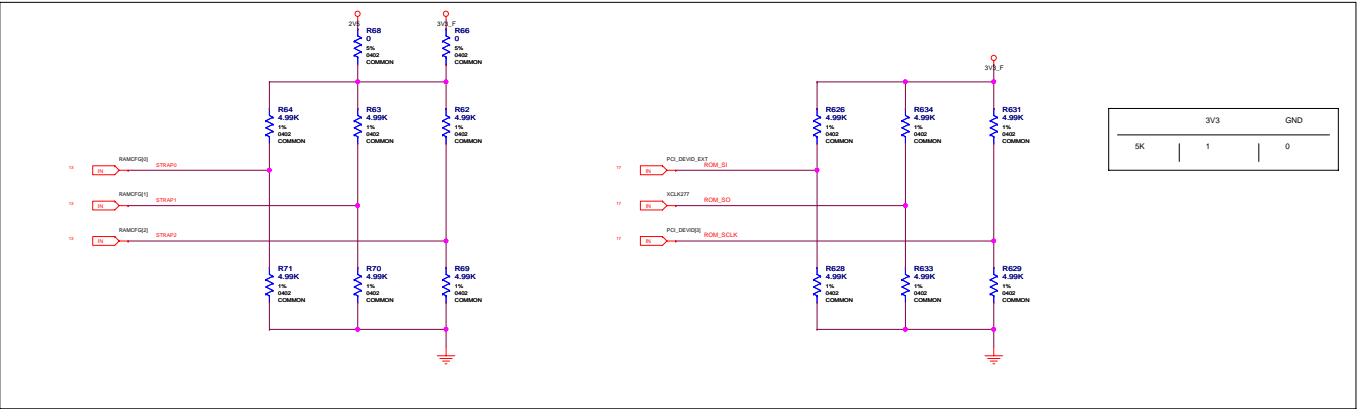 2V5
R68
0
5%
0402
COMMON
3V3_F
R66
0
5%
0402
COMMON
R64
4.99K
1%
0402
COMMON
R63
4.99K
1%
0402
COMMON
R62
4.99K
1%
0402
COMMON
RAMCFG[0]
IN
STRAP0
RAMCFG[1]
IN
STRAP1
RAMCFG[2]
IN
STRAP2
R71
4.99K
1%
0402
COMMON
R70
4.99K
1%
0402
COMMON
R69
4.99K
1%
0402
COMMON
3V3_F
R626
4.99K
1%
0402
COMMON
R634
4.99K
1%
0402
COMMON
R631
4.99K
1%
0402
COMMON
PCI_DEVID_EXT
IN
ROM_SI
XCLK277
IN
ROM_SO
PCI_DEVID[3]
IN
ROM_SCLK
R628
4.99K
1%
0402
COMMON
R633
4.99K
1%
0402
COMMON
R629
4.99K
1%
0402
COMMON
3V3 GND
5K 1 0